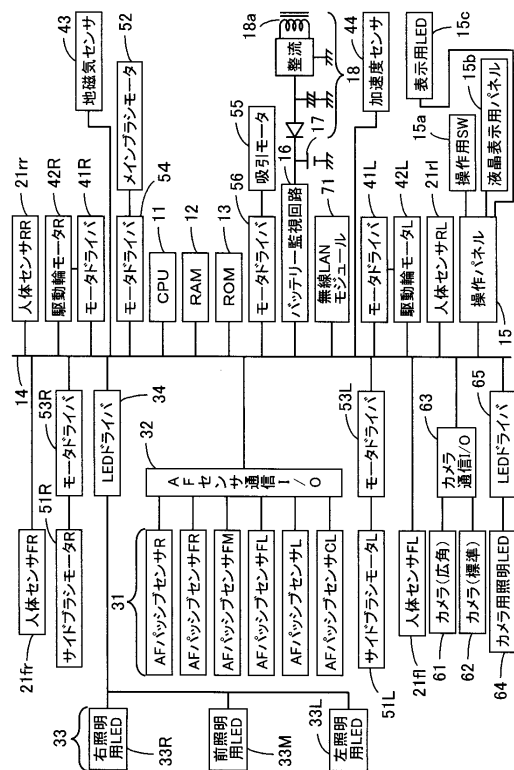 21rr
人体センサRR
42R
駆動輪モータR
41R
モータドライバ
43
地磁気センサ
52
メインブラシモータ
54
モータドライバ
11
CPU
12
RAM
13
ROM
55
吸引モータ
56
モータドライバ
16
バッテリー監視回路
17
18
18a
整流
71
無線LAN
モジュール
44
加速度センサ
41L
モータドライバ
42L
駆動輪モータL
21rl
人体センサRL
15
操作パネル
15a
操作用SW
15b
液晶表示用パネル
15c
表示用LED
14
21fr
人体センサFR
51R
サイドブラシモータR
53R
モータドライバ
34
LEDドライバ
32
AFセンサ通信I/O
31
AFパッシブセンサR
AFパッシブセンサFR
AFパッシブセンサFM
AFパッシブセンサFL
AFパッシブセンサL
AFパッシブセンサCL
53L
モータドライバ
51L
サイドブラシモータL
21fl
人体センサFL
63
カメラ
通信I/O
61
カメラ(広角)
62
カメラ(標準)
65
LEDドライバ
64
カメラ用照明LED
33
右照明
用LED
33R
前照明
用LED
33M
左照明
用LED
33L